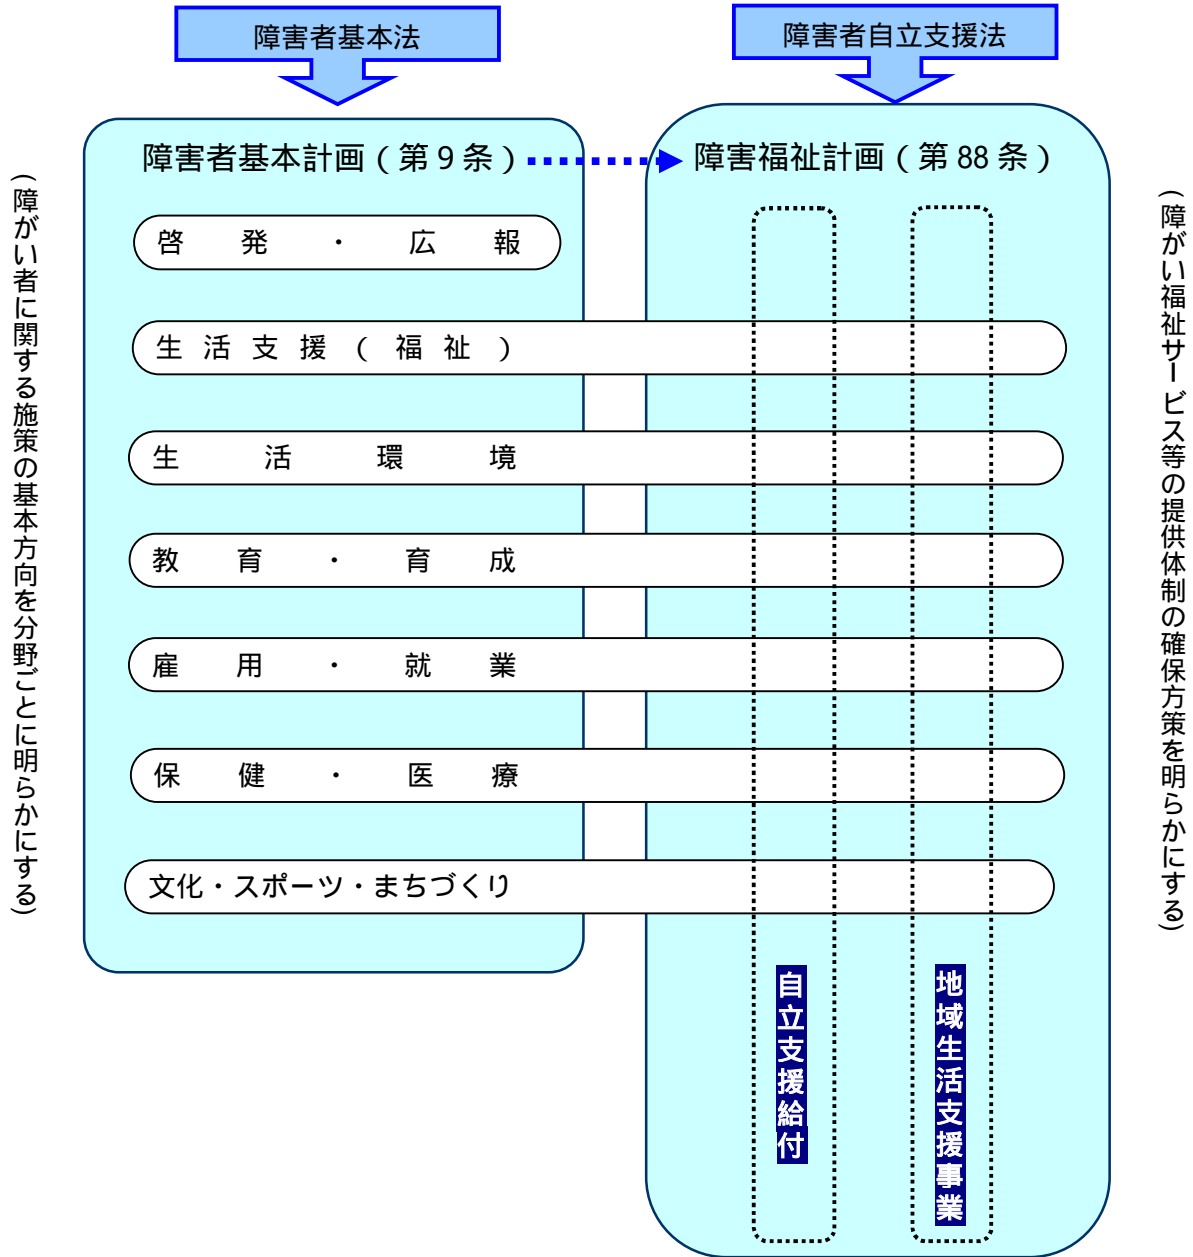 障害者基本法
障害者自立支援法
障害者基本計画（第９条）
障害福祉計画（第 88 条）
（障がい者に関する施策の基本方向を分野ごとに明らかにする）
啓発・広報
生活支援（福祉）
生活環境
教育・育成
雇用・就業
保健・医療
文化・スポーツ・まちづくり
自立支援給付
地域生活支援事業
（障がい福祉サービス等の提供体制の確保方策を明らかにする）